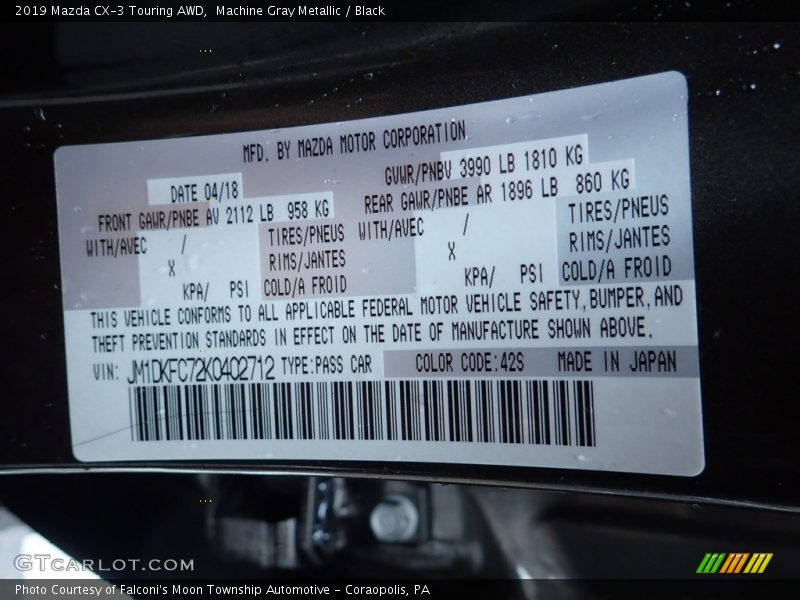 2019 Mazda CX-3 Touring AWD,  Machine Gray Metallic / Black
MFD. BY MAZDA MOTOR CORPORATION
DATE 04/18
GVWR/PNBV 3990 LB 1810 KG
FRONT GAWR/PNBE AV 2112 LB 958 KG
REAR GAWR/PNBE AR 1896 LB 860 KG
WITH/AVEC / TIRES/PNEUS
WITH/AVEC / TIRES/PNEUS
X RIMS/JANTES
X RIMS/JANTES
KPA/ PSI COLD/A FROID
KPA/ PSI COLD/A FROID
THIS VEHICLE CONFORMS TO ALL APPLICABLE FEDERAL MOTOR VEHICLE SAFETY, BUMPER, AND
THEFT PREVENTION STANDARDS IN EFFECT ON THE DATE OF MANUFACTURE SHOWN ABOVE.
VIN: JM1DKFC72K0402712 TYPE:PASS CAR COLOR CODE:42S MADE IN JAPAN
GTCARLOT.COM
Photo Courtesy of Falconi's Moon Township Automotive - Coraopolis, PA